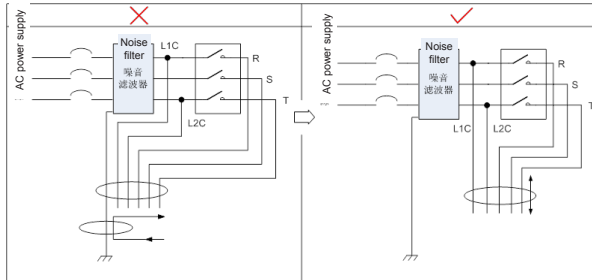 AC power supply
Noise
filter
噪音
滤波器
L1C
R
S
T
L2C
AC power supply
Noise
filter
噪音
滤波器
R
S
T
L1C
L2C